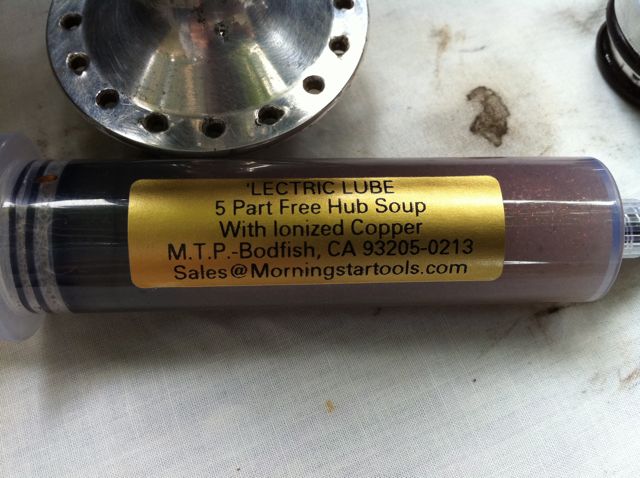 'LECTRIC LUBE
5 Part Free Hub Soup
With Ionized Copper
M.T.P.-Bodfish, CA 93205-0213
Sales@Morningstartools.com